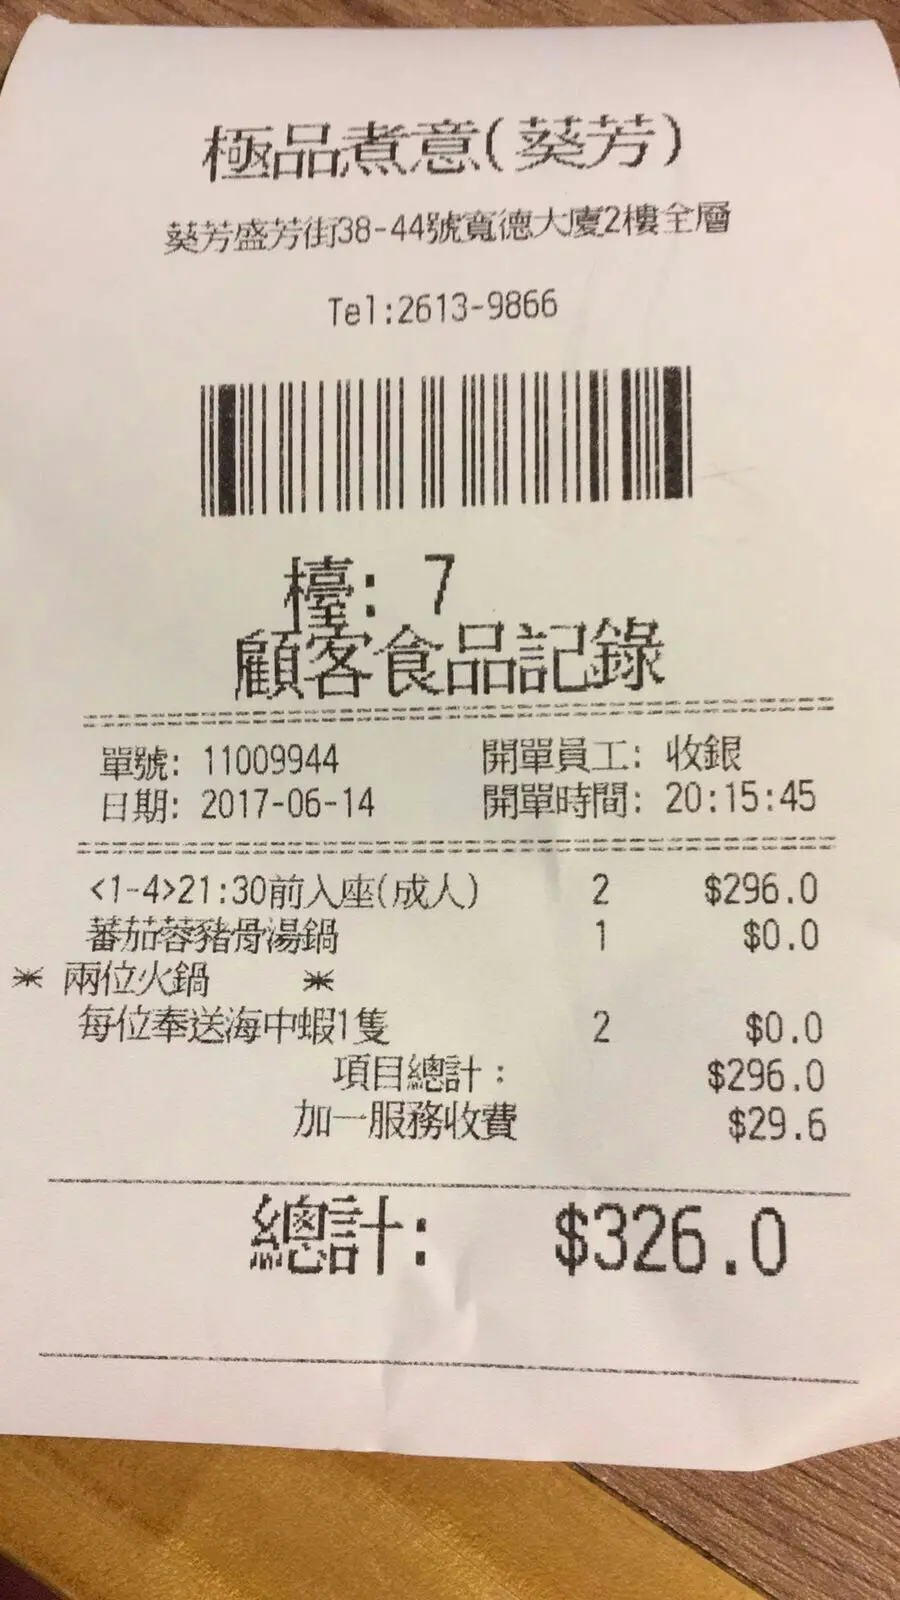 極品煮意(葵芳)
葵芳盛芳街38-44號寬德大廈2樓全層
Tel:2613-9866
檯: 7
顧客食品記錄
單號: 11009944 開單員工: 收銀
日期: 2017-06-14 開單時間: 20:15:45
<1-4>21:30前入座(成人) 2 $296.0
蕃茄蓉豬骨湯鍋 1 $0.0
* 兩位火鍋 *
每位奉送海中蝦1隻 2 $0.0
項目總計: $296.0
加一服務收費 $29.6
總計: $326.0